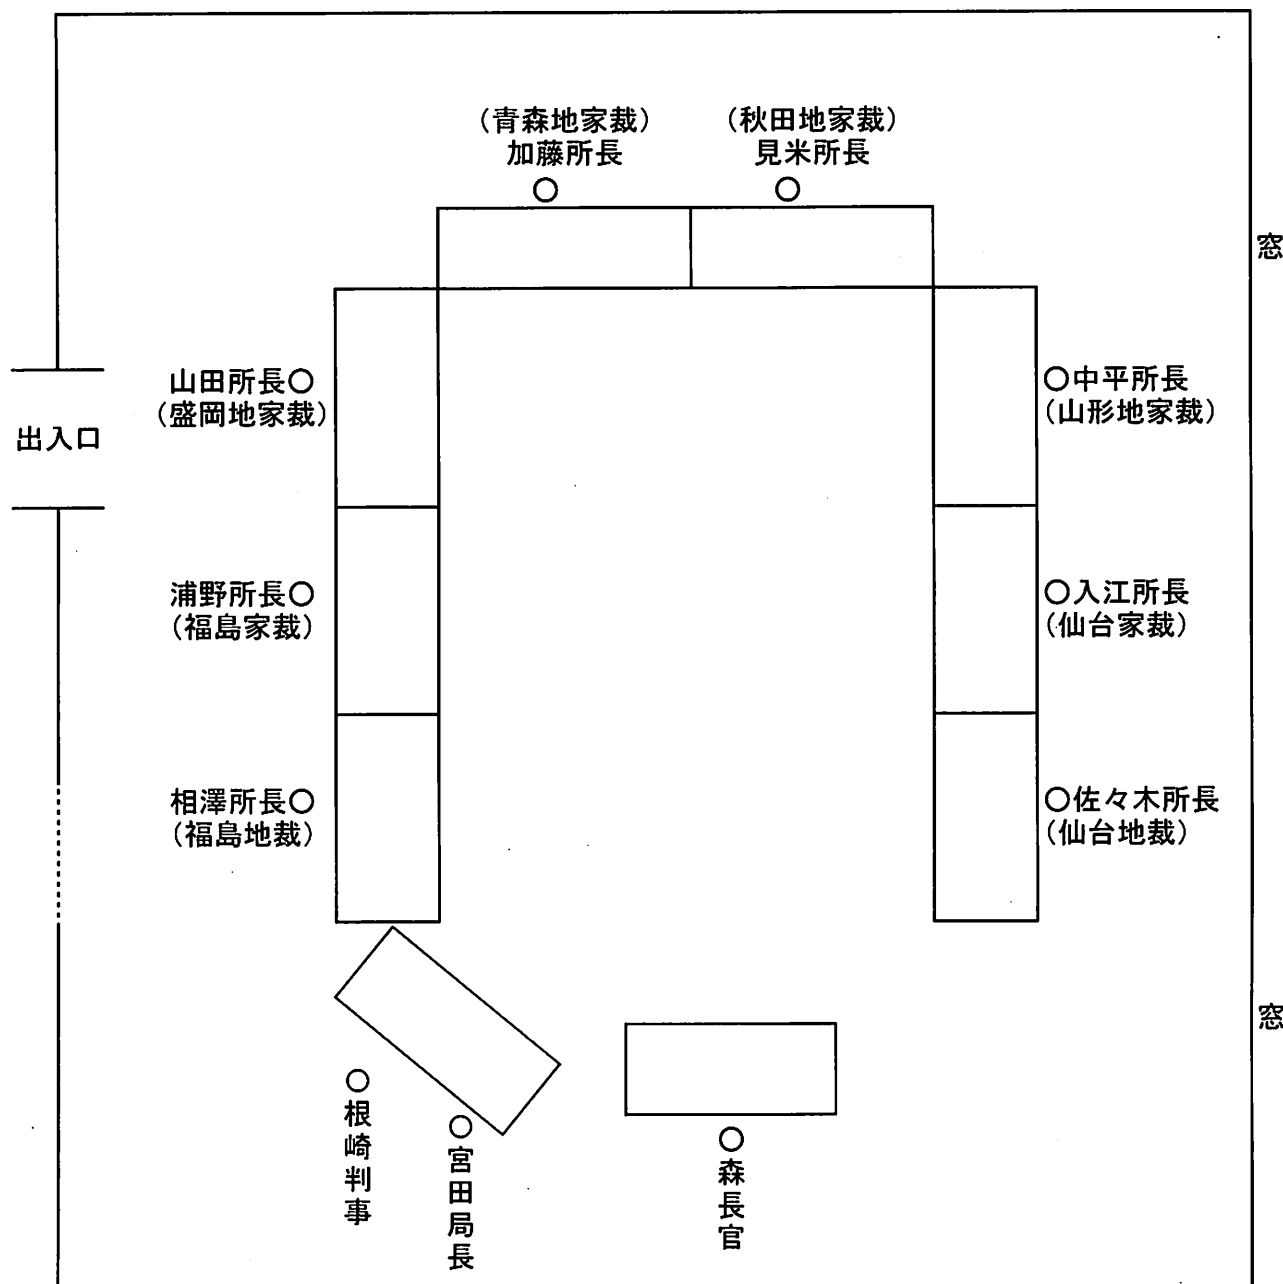 (青森地家裁)
加藤所長
○
(秋田地家裁)
見米所長
○
窓
山田所長○
(盛岡地家裁)
○中平所長
(山形地家裁)
出入口
浦野所長○
(福島家裁)
○入江所長
(仙台家裁)
相澤所長○
(福島地裁)
○佐々木所長
(仙台地裁)
窓
○根崎判事
○宮田局長
○森長官